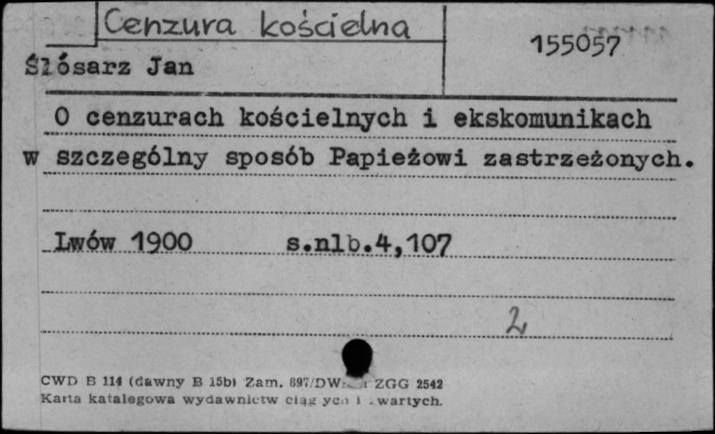 Cenzura kościelna
155057
Ślósarz Jan
O cenzurach kościelnych i ekskomunikach
w szczególny sposób Papieżowi zastrzeżonych.
Lwów 1900 s.nlb.4,107
2
CWD B 114 (dawny B 15b) Zam. 897/DW ZGG 2542
Karta katalegowa wydawnictw i wartych.